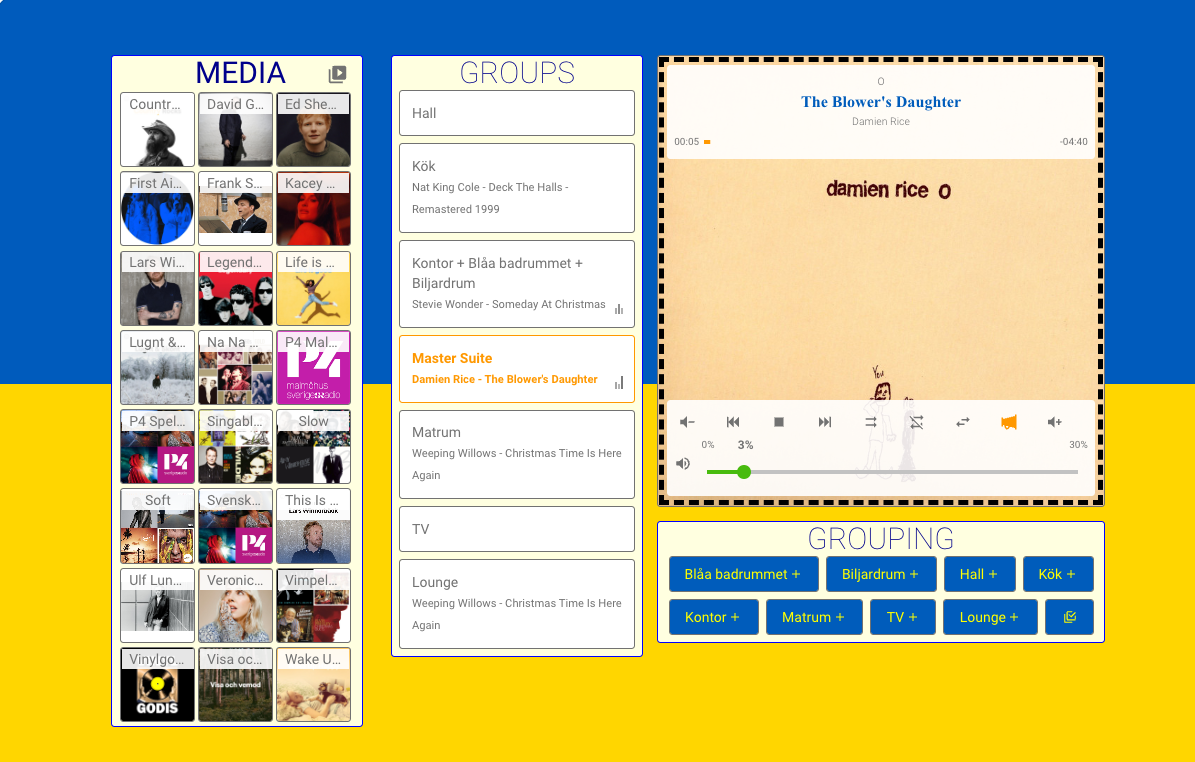 MEDIA
Countr...
David G...
Ed She...
First Ai...
Frank S...
Kacey ...
Lars Wi...
Legend...
Life is ...
Lugnt &...
Na Na ...
P4 Mal...
P4
malmöhus
sverigesradio
P4 Spel...
Singabl...
Slow
P4
Soft
Svensk...
This Is ...
P4
Ulf Lun...
Veronic...
Vimpel...
Vinylgo...
Visa oc...
Wake U...
GODIS
Visa och vemod
GROUPS
Hall
Kök
Nat King Cole - Deck The Halls -
Remastered 1999
Kontor + Blåa badrummet +
Biljardrum
Stevie Wonder - Someday At Christmas
Master Suite
Damien Rice - The Blower's Daughter
Matrum
Weeping Willows - Christmas Time Is Here
Again
TV
Lounge
Weeping Willows - Christmas Time Is Here
Again
O
The Blower's Daughter
Damien Rice
00:05
-04:40
damien rice O
You
0%
3%
30%
GROUPING
Blåa badrummet +
Biljardrum +
Hall +
Kök +
Kontor +
Matrum +
TV +
Lounge +